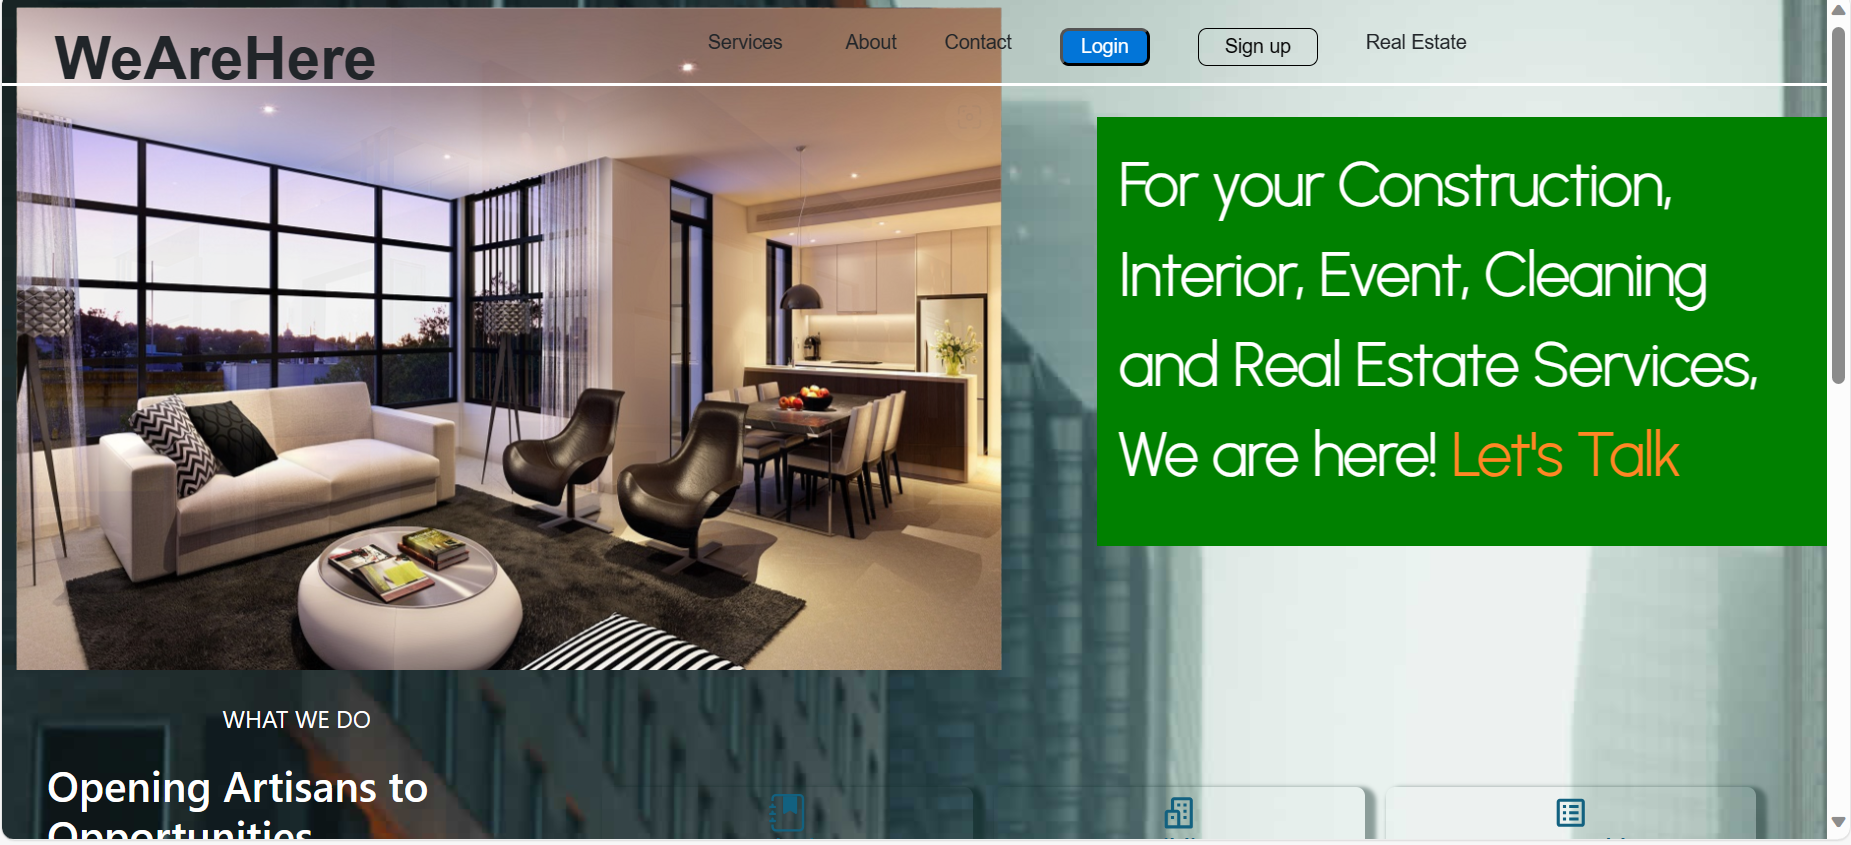 WeAreHere
Services About Contact Login Sign up Real Estate
For your Construction,
Interior, Event, Cleaning
and Real Estate Services,
We are here! Let's Talk
WHAT WE DO
Opening Artisans to
Opportunities